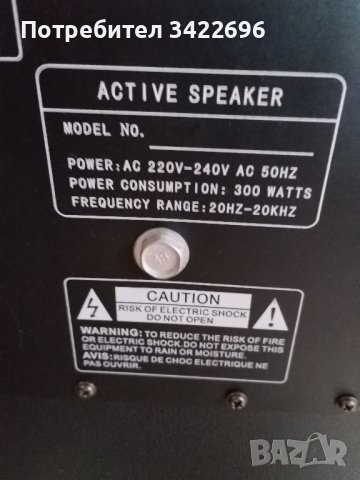 Потребител 3422696
ACTIVE SPEAKER
MODEL NO.
POWER:AC 220V-240V AC 50HZ
POWER CONSUMPTION: 300 WATTS
FREQUENCY RANGE:20HZ-20KHZ
CAUTION
RISK OF ELECTRIC SHOCK
DO NOT OPEN
WARNING: TO REDUCE THE RISK OF FIRE
OR ELECTRIC SHOCK.DO NOT EXPOSE THIS
EQUIPMENT TO RAIN OR MOISTURE.
AVIS:RISQUE DE CHOC ELECTRIQUE NE
PAS OUVRIR.
BAZAR